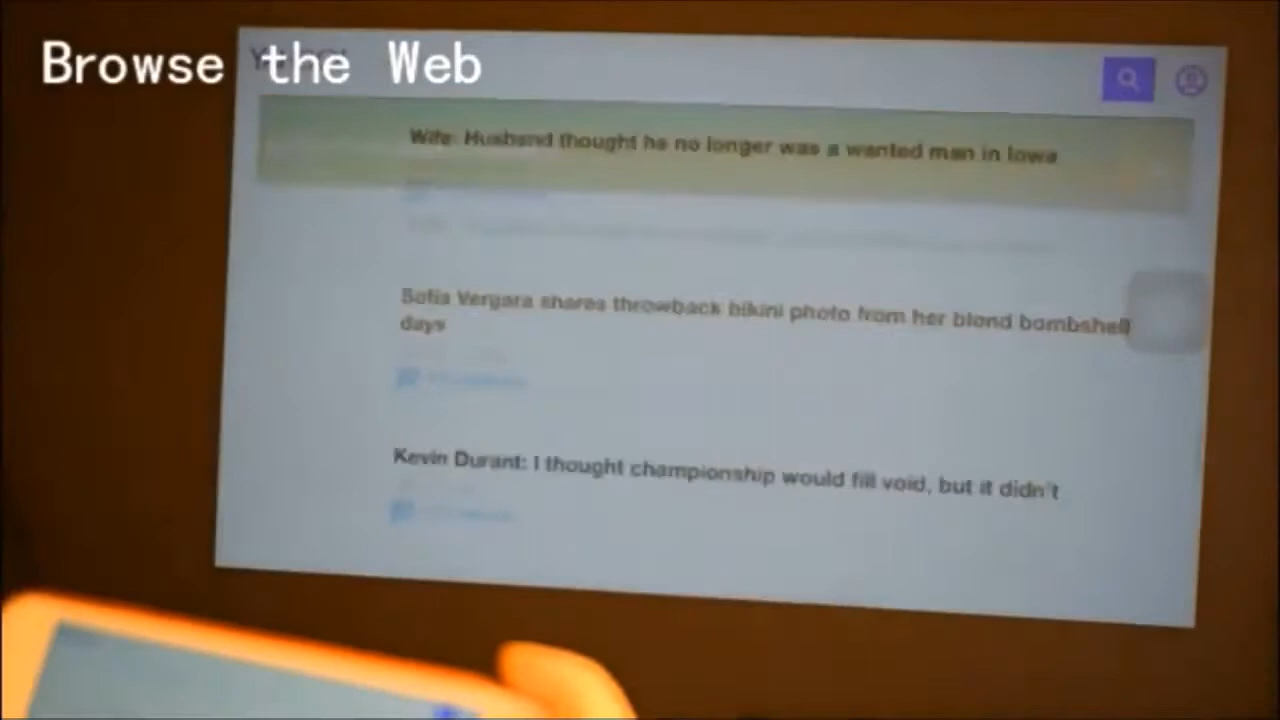 Browse the Web
Wife: Husband thought he no longer was a wanted man in Iowa
Sofia Vergara shares throwback bikini photo from her blond bombshell
days
Kevin Durant: I thought championship would fill void, but it didn't